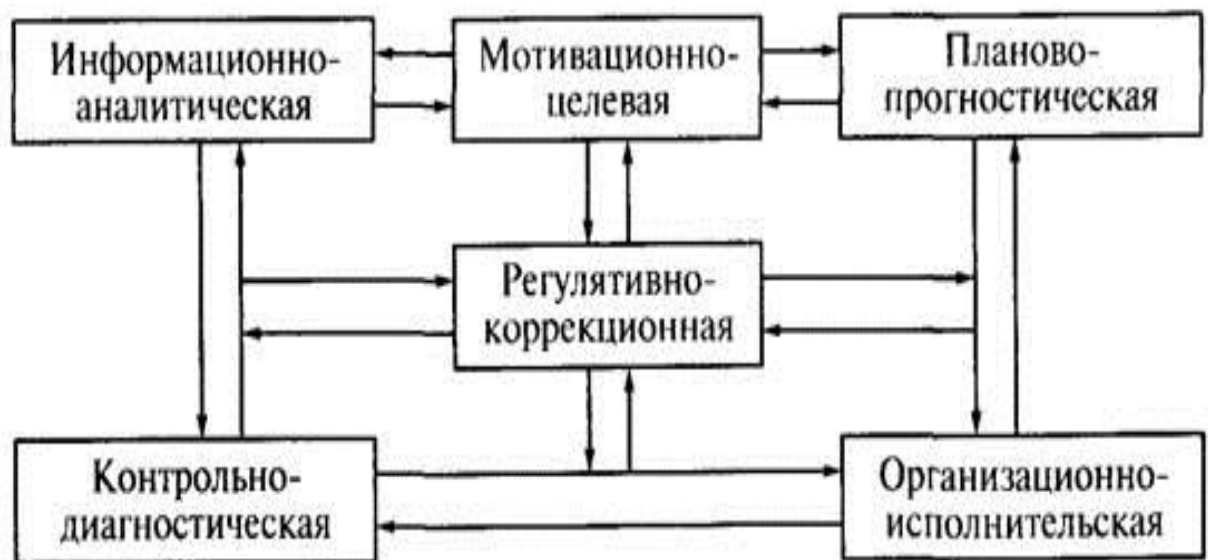 Информационно-
аналитическая
Мотивационно-
целевая
Планово-
прогностическая
Регулятивно-
коррекционная
Контрольно-
диагностическая
Организационно-
исполнительская